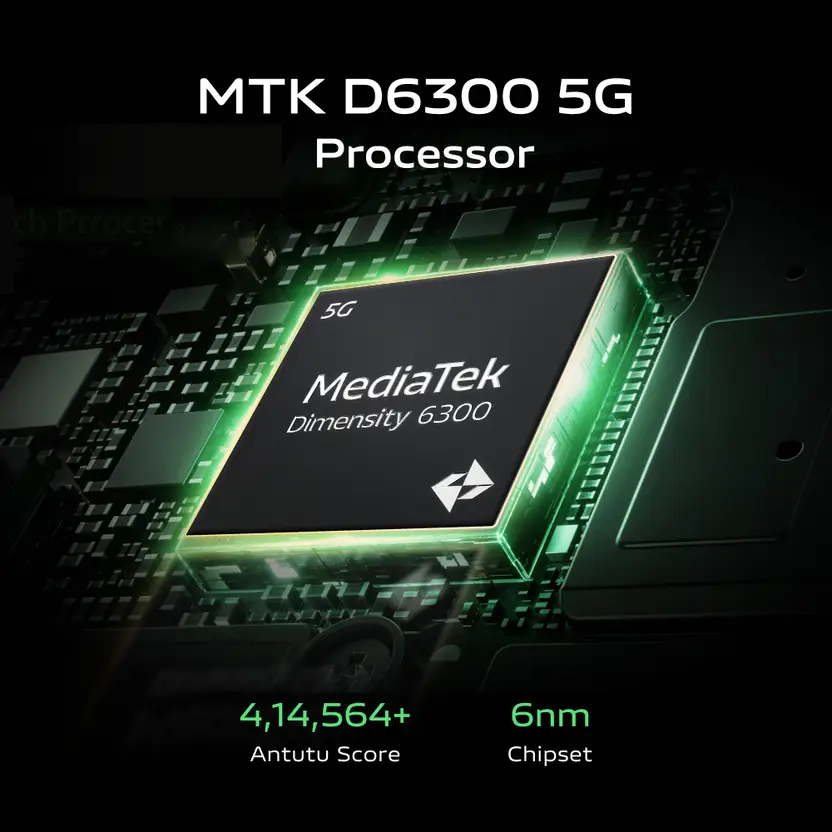 MTK D6300 5G
Processor
5G
MediaTek
Dimensity 6300
4,14,564+
Antutu Score
6nm
Chipset